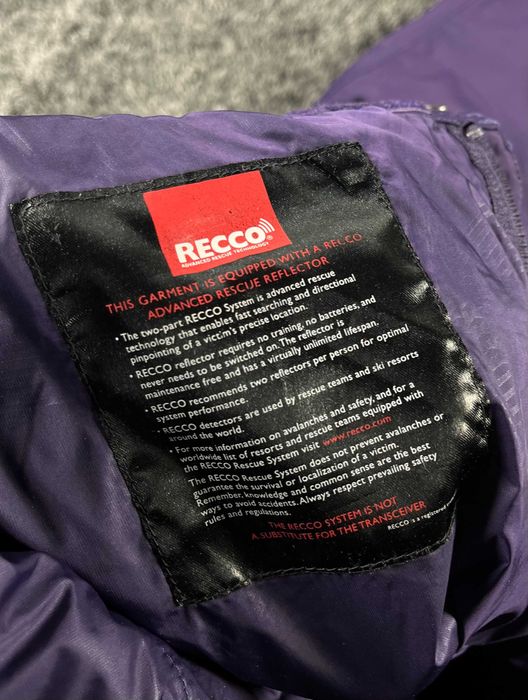 RECCO®
ADVANCED RESCUE TECHNOLOGY
THIS GARMENT IS EQUIPPED WITH A RECCO
ADVANCED RESCUE REFLECTOR
• The two-part RECCO System is advanced rescue
technology that enables fast searching and directional
pinpointing of a victim's precise location.
• RECCO reflector requires no training, no batteries, and
never needs to be switched on. The reflector is
maintenance free and has a virtually unlimited lifespan.
• RECCO recommends two reflectors per person for optimal
system performance.
• RECCO detectors are used by rescue teams and ski resorts
around the world.
• For more information on avalanches and safety, and for a
worldwide list of resorts and rescue teams equipped with
the RECCO Rescue System visit www.recco.com
The RECCO Rescue System does not prevent avalanches or
guarantee the survival or localization of a victim.
Remember, knowledge and common sense are the best
ways to avoid accidents. Always respect prevailing safety
rules and regulations.
THE RECCO SYSTEM IS NOT
A SUBSTITUTE FOR THE TRANSCEIVER
RECCO is a registered